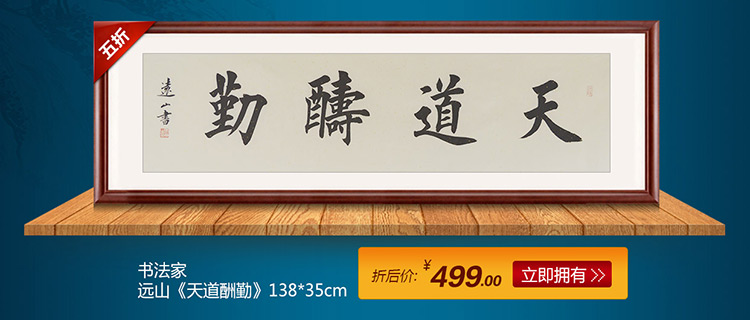 五折
天道醻勤
遠山書
书法家
远山《天道酬勤》138*35cm
折后价: ¥499.00 立即拥有 >>